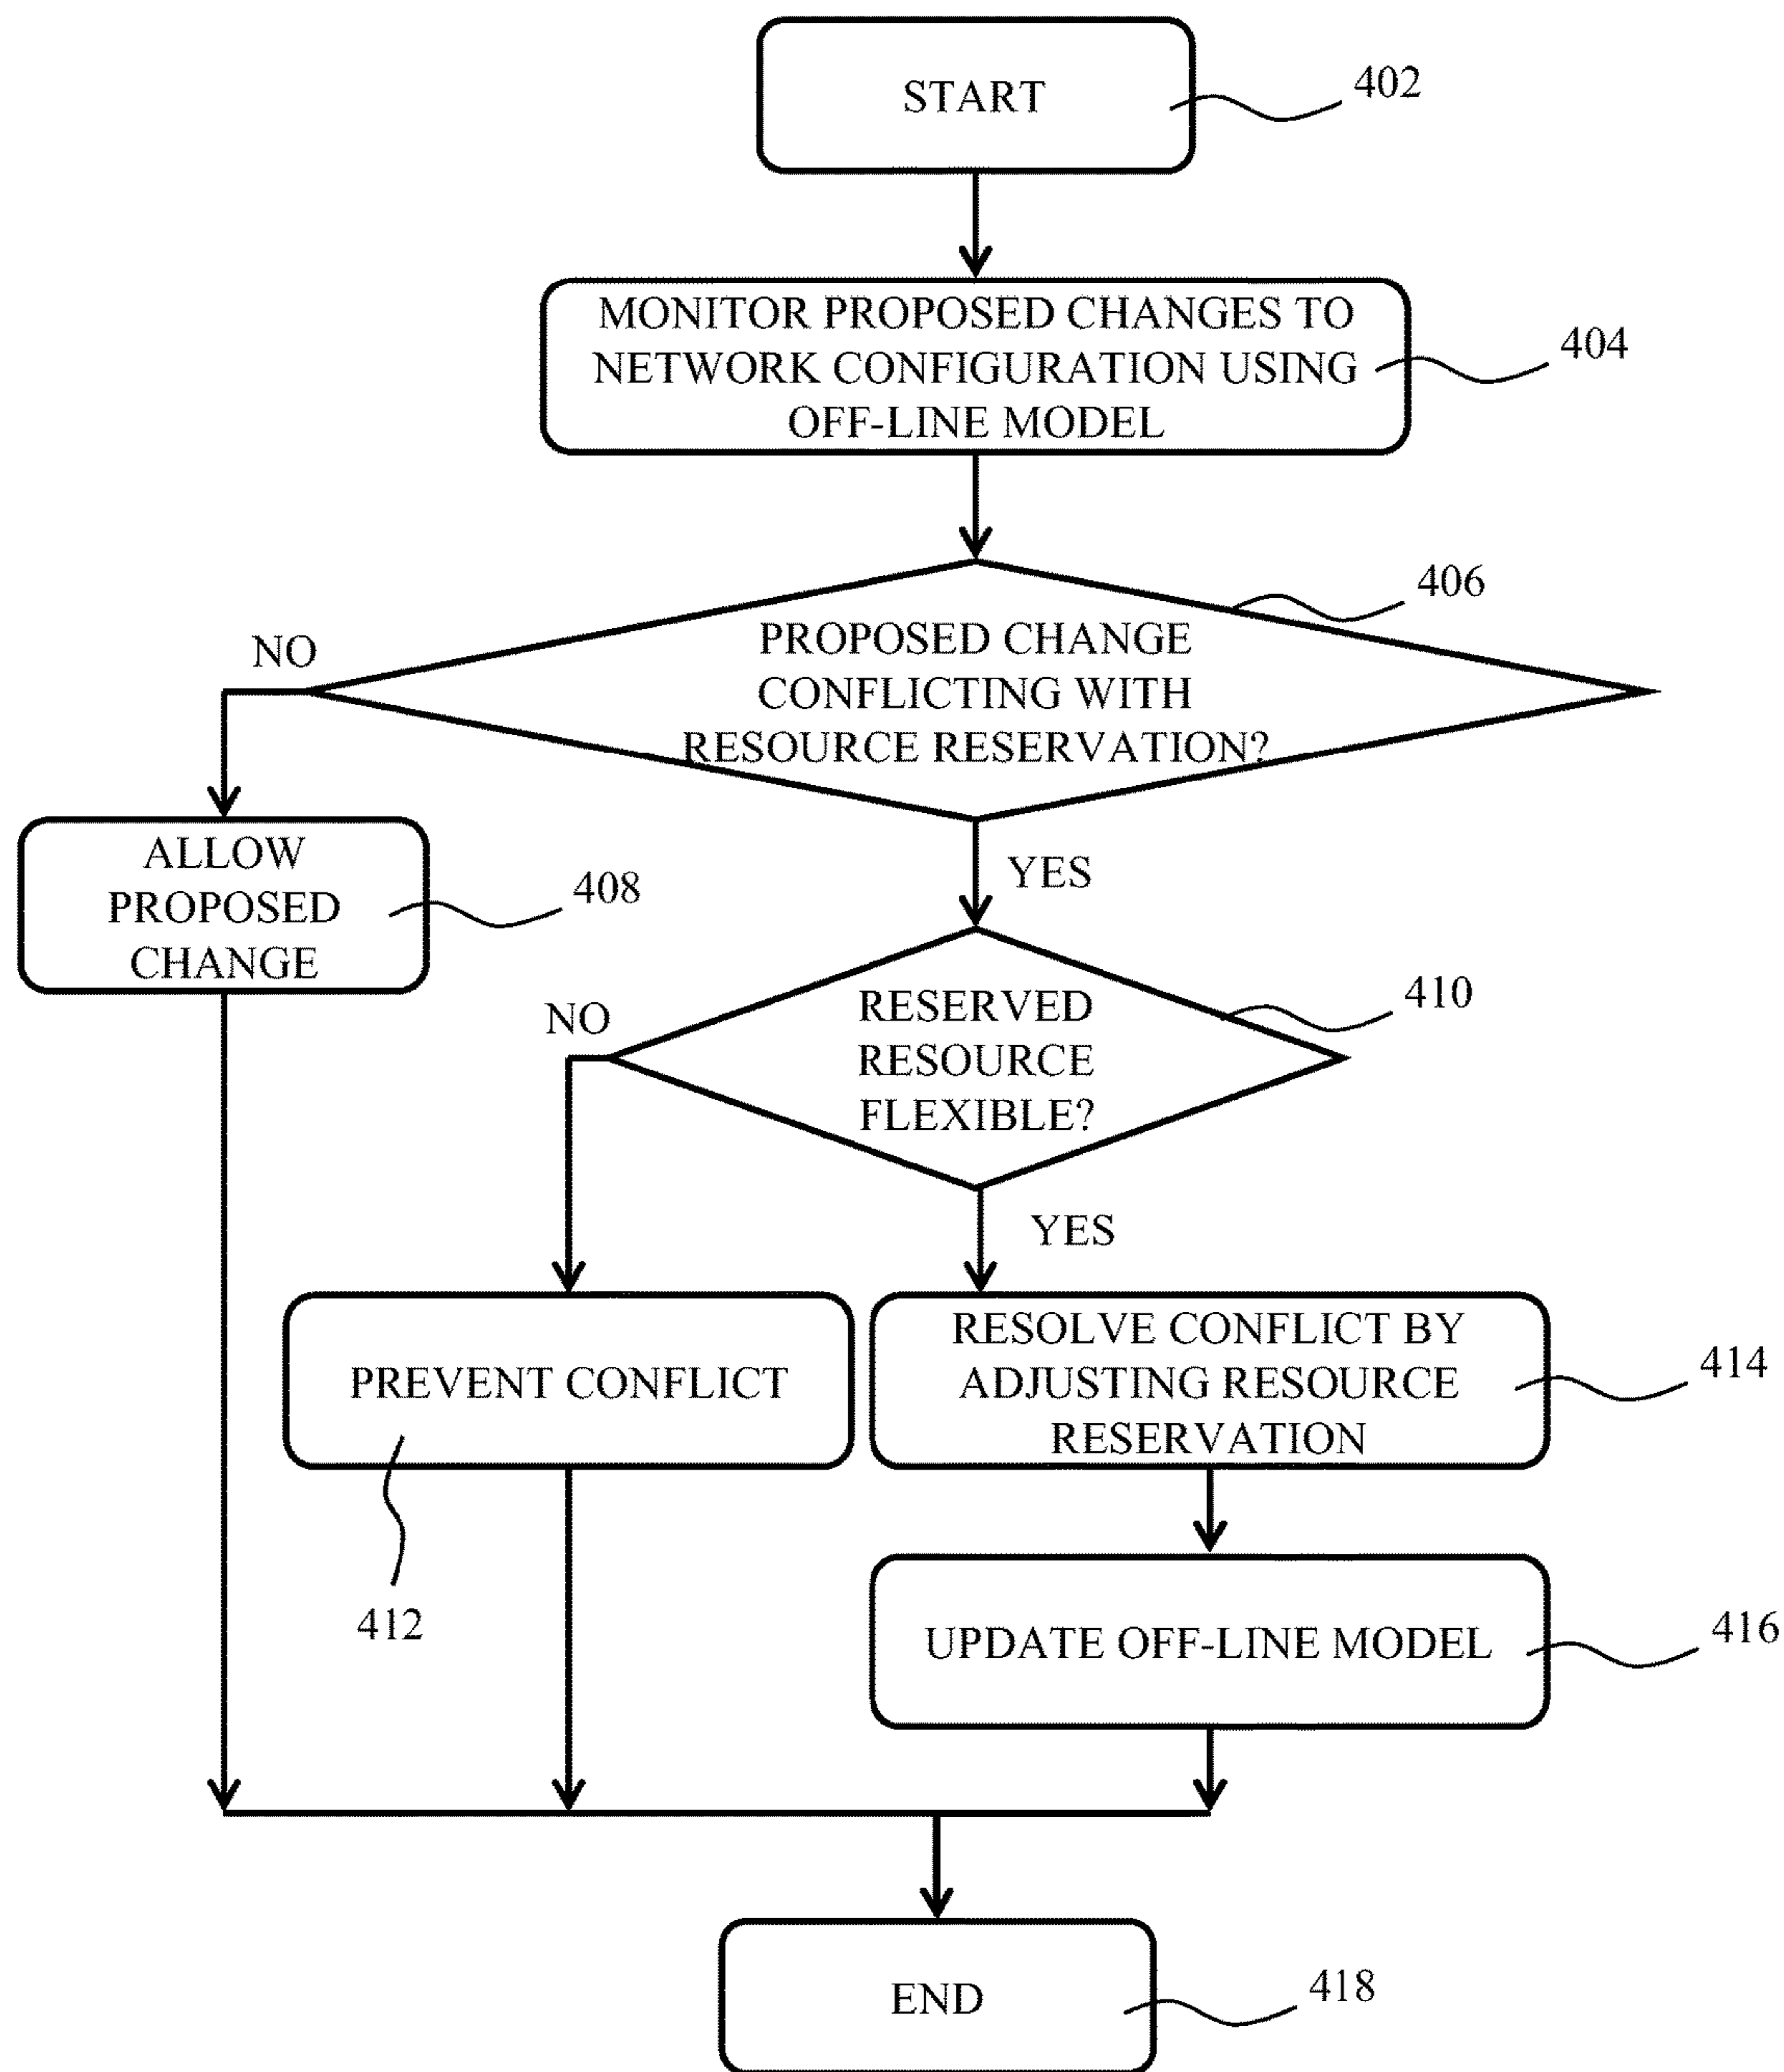 START
402
MONITOR PROPOSED CHANGES TO
NETWORK CONFIGURATION USING
OFF-LINE MODEL
404
406
PROPOSED CHANGE
CONFLICTING WITH
RESOURCE RESERVATION?
NO
YES
ALLOW
PROPOSED
CHANGE
408
410
RESERVED
RESOURCE
FLEXIBLE?
NO
YES
PREVENT CONFLICT
412
RESOLVE CONFLICT BY
ADJUSTING RESOURCE
RESERVATION
414
UPDATE OFF-LINE MODEL
416
END
418